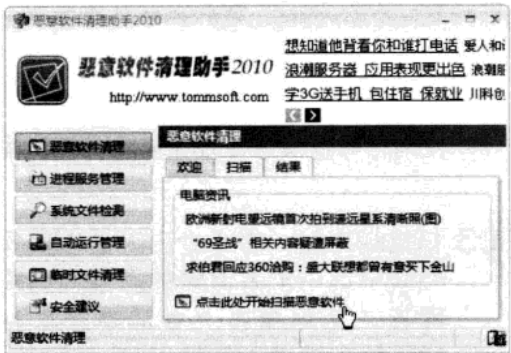 恶意软件清理助手2010
想知道他背看你和谁打电话 爱人和
恶意软件清理助手2010
浪潮服务器 应用表现更出色 浪潮
http://www.tommsoft.com
学3G送手机 包住宿 保就业 川科
恶意软件清理
恶意软件清理
进程服务管理
欢迎 扫描 结果
系统文件检测
电脑资讯
自动运行管理
欧洲新射电望远镜首次拍到遥远星系清晰照(图)
“69圣战”相关内容疑遭屏蔽
临时文件清理
求伯君回应360洽购：盛大联想都曾有意买下金山
安全建议
点击此处开始扫描恶意软件
恶意软件清理